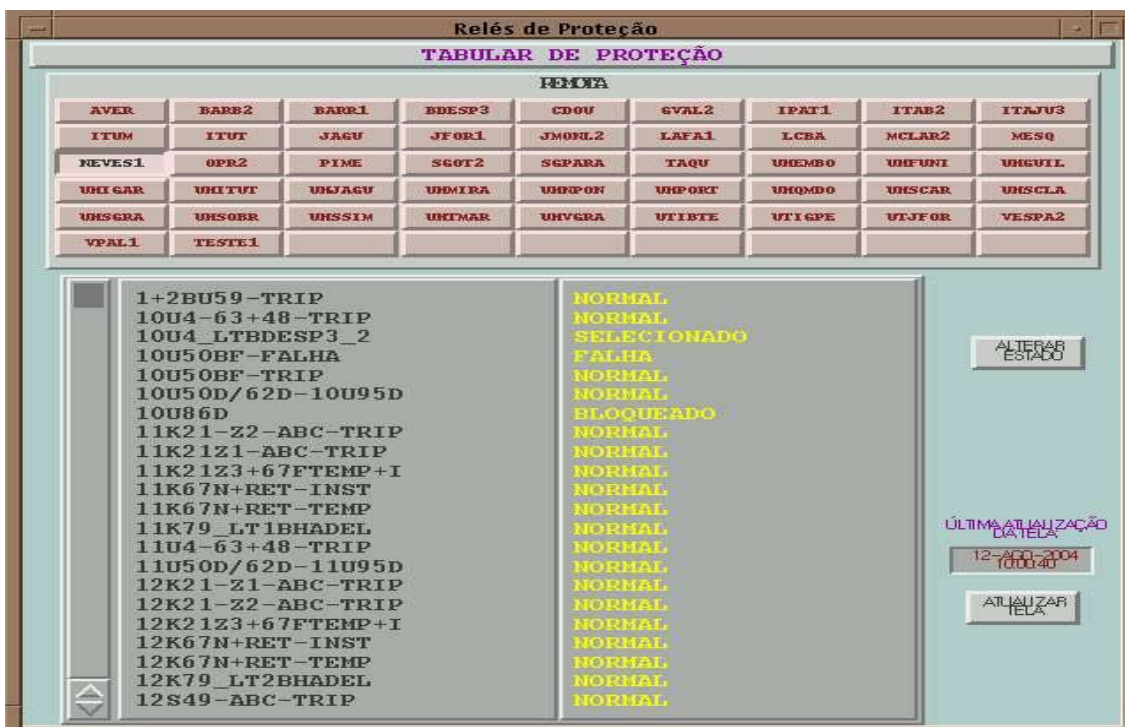 Relés de Proteção
TABULAR DE PROTEÇÃO
REMOTA
AVER BARB2 BARR1 BDESP3 CDOU GVAL2 IPAT1 ITAB2 ITAJU3
ITUM ITUT JAGU JFOR1 JMONL2 LAFA1 LCBA MCLAR2 MESQ
NEVES1 OPR2 PIME SGOT2 SGPARA TAQU UHEMBO UHFUNI UHGUIL
UHIGAR UHITUT UHJAGU UHMIRA UHNPON UHPORT UHQMDO UHSCAR UHSCLA
UHSGRA UHSOBR UHSSIM UHTMAR UHVGRA UTIBTE UTIGPE UTJFOR VESPA2
VPAL1 TESTE1
1+2BU59-TRIP NORMAL
10U4-63+48-TRIP NORMAL
10U4_LTBDESP3_2 SELECIONADO
10U50BF-FALHA FALHA
10U50BF-TRIP NORMAL
10U50D/62D-10U95D NORMAL
10U86D BLOQUEADO
11K21-Z2-ABC-TRIP NORMAL
11K21Z1-ABC-TRIP NORMAL
11K21Z3+67FTEMP+I NORMAL
11K67N+RET-INST NORMAL
11K67N+RET-TEMP NORMAL
11K79_LT1BHADEL NORMAL
11U4-63+48-TRIP NORMAL
11U50D/62D-11U95D NORMAL
12K21-Z1-ABC-TRIP NORMAL
12K21-Z2-ABC-TRIP NORMAL
12K21Z3+67FTEMP+I NORMAL
12K67N+RET-INST NORMAL
12K67N+RET-TEMP NORMAL
12K79_LT2BHADEL NORMAL
12S49-ABC-TRIP NORMAL
ALTERAR
ESTADO
ÚLTIMA ATUALIZAÇÃO
DA TELA
12-AGO-2004
10:00:40
ATUALIZAR
TELA